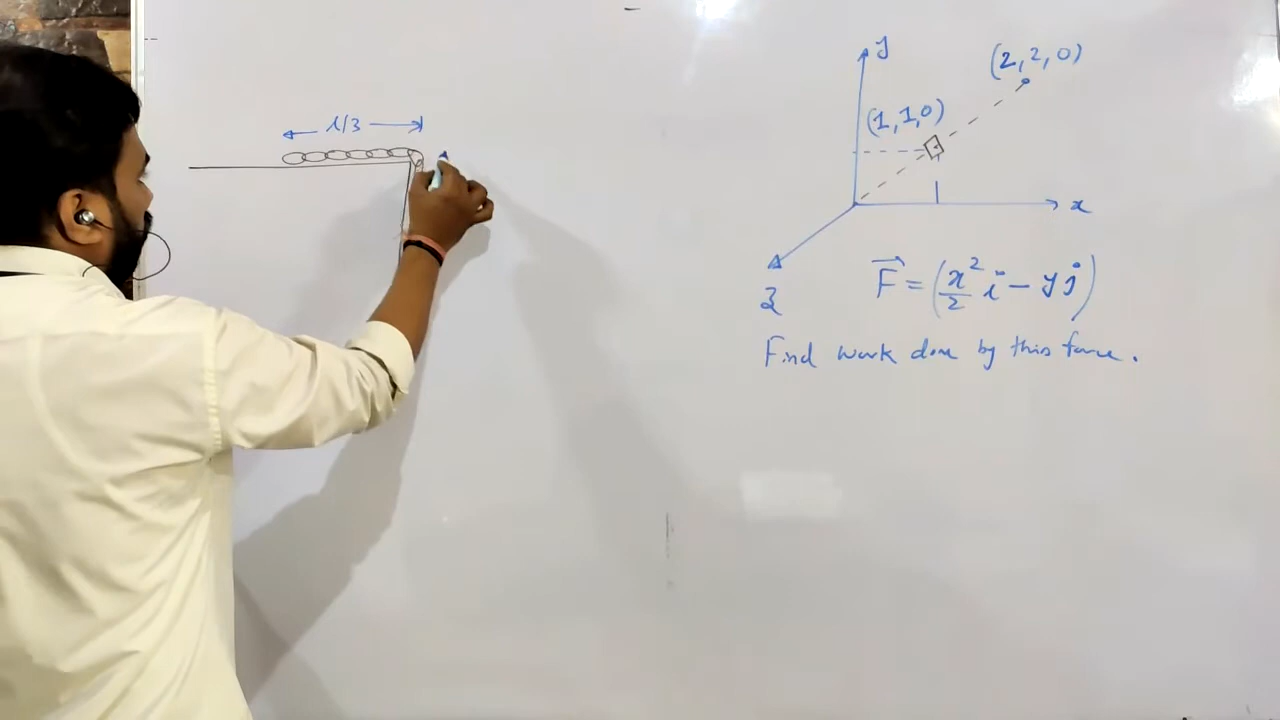 l/3
y
(2, 2, 0)
(1, 1, 0)
x
z
F = (x²/2 i − y j)
Find work done by this force.